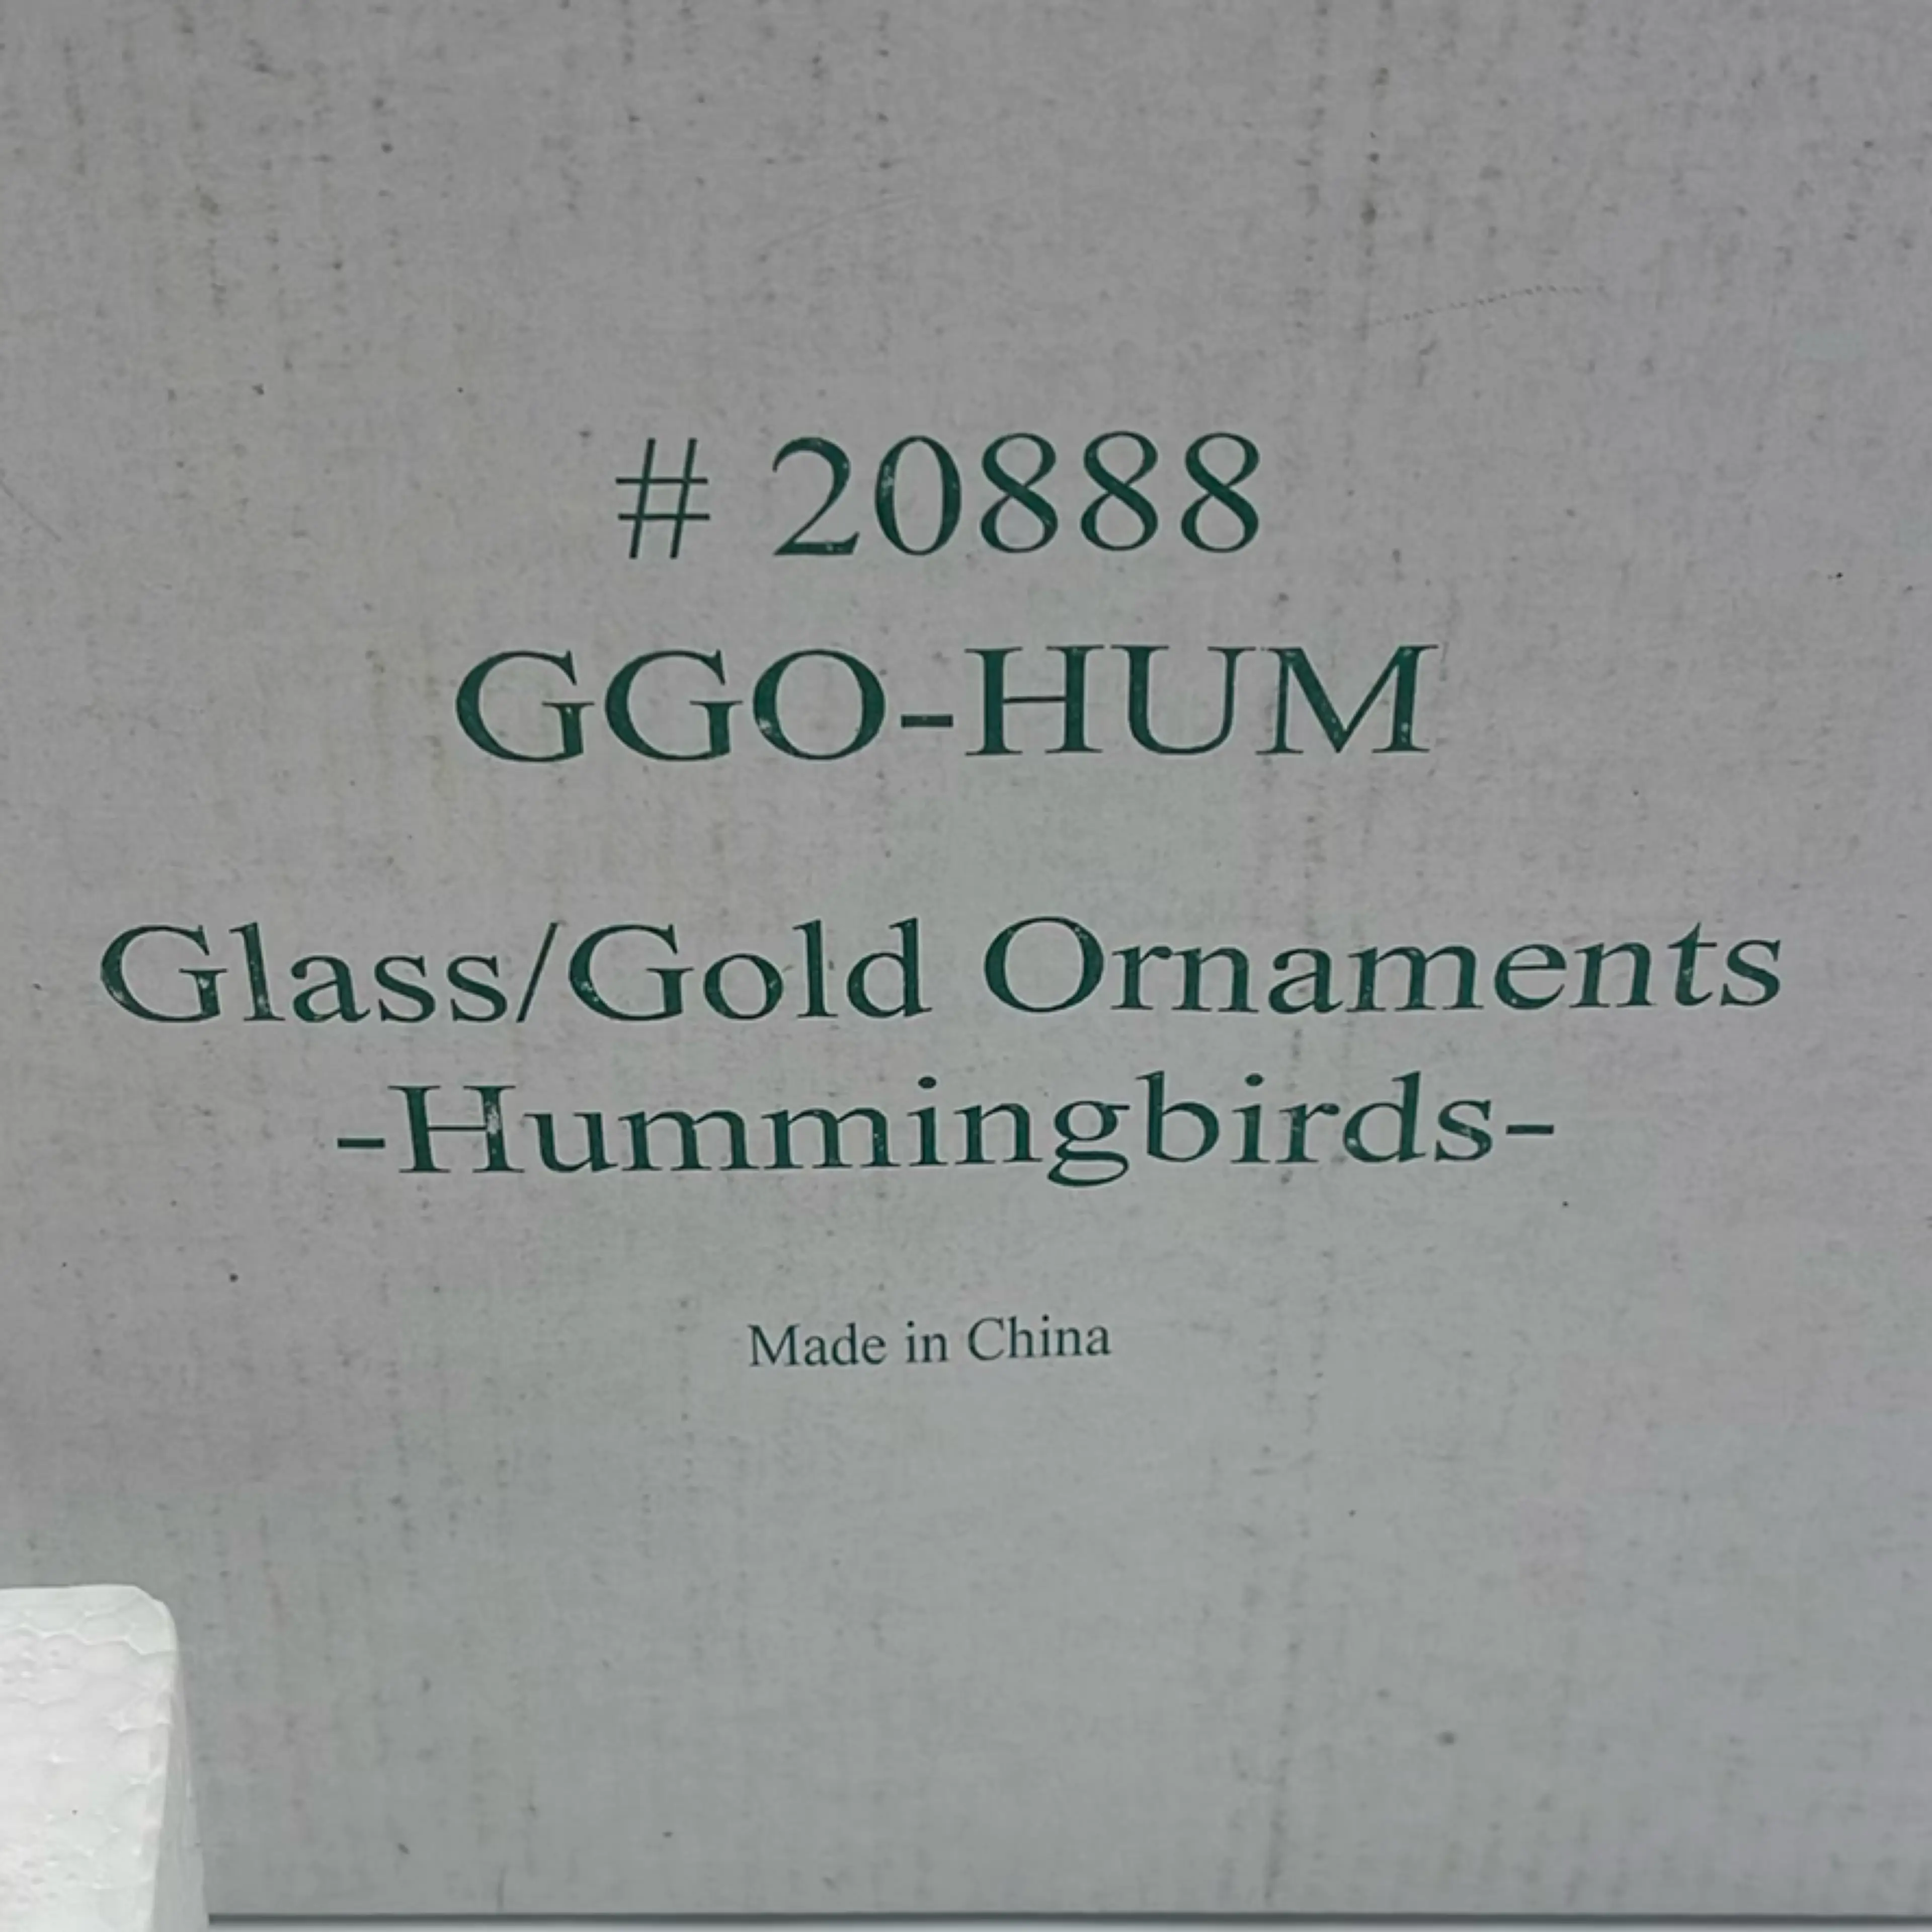 # 20888
GGO-HUM
Glass/Gold Ornaments
-Hummingbirds-
Made in China